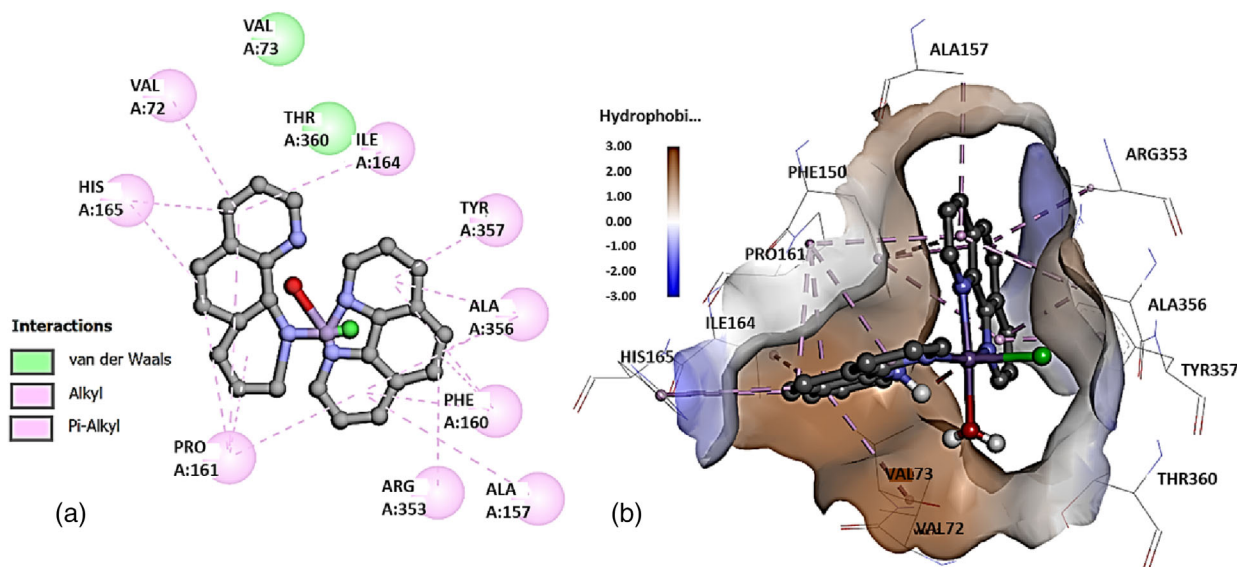 VAL
A:73
VAL
A:72
THR
A:360
ILE
A:164
HIS
A:165
TYR
A:357
ALA
A:356
Interactions
van der Waals
Alkyl
Pi-Alkyl
PHE
A:160
PRO
A:161
ARG
A:353
ALA
A:157
(a)
ALA157
Hydrophobi...
3.00
2.00
1.00
0.00
-1.00
-2.00
-3.00
PHE150
ARG353
PRO161
ALA356
ILE164
HIS165
TYR357
VAL73
THR360
VAL72
(b)